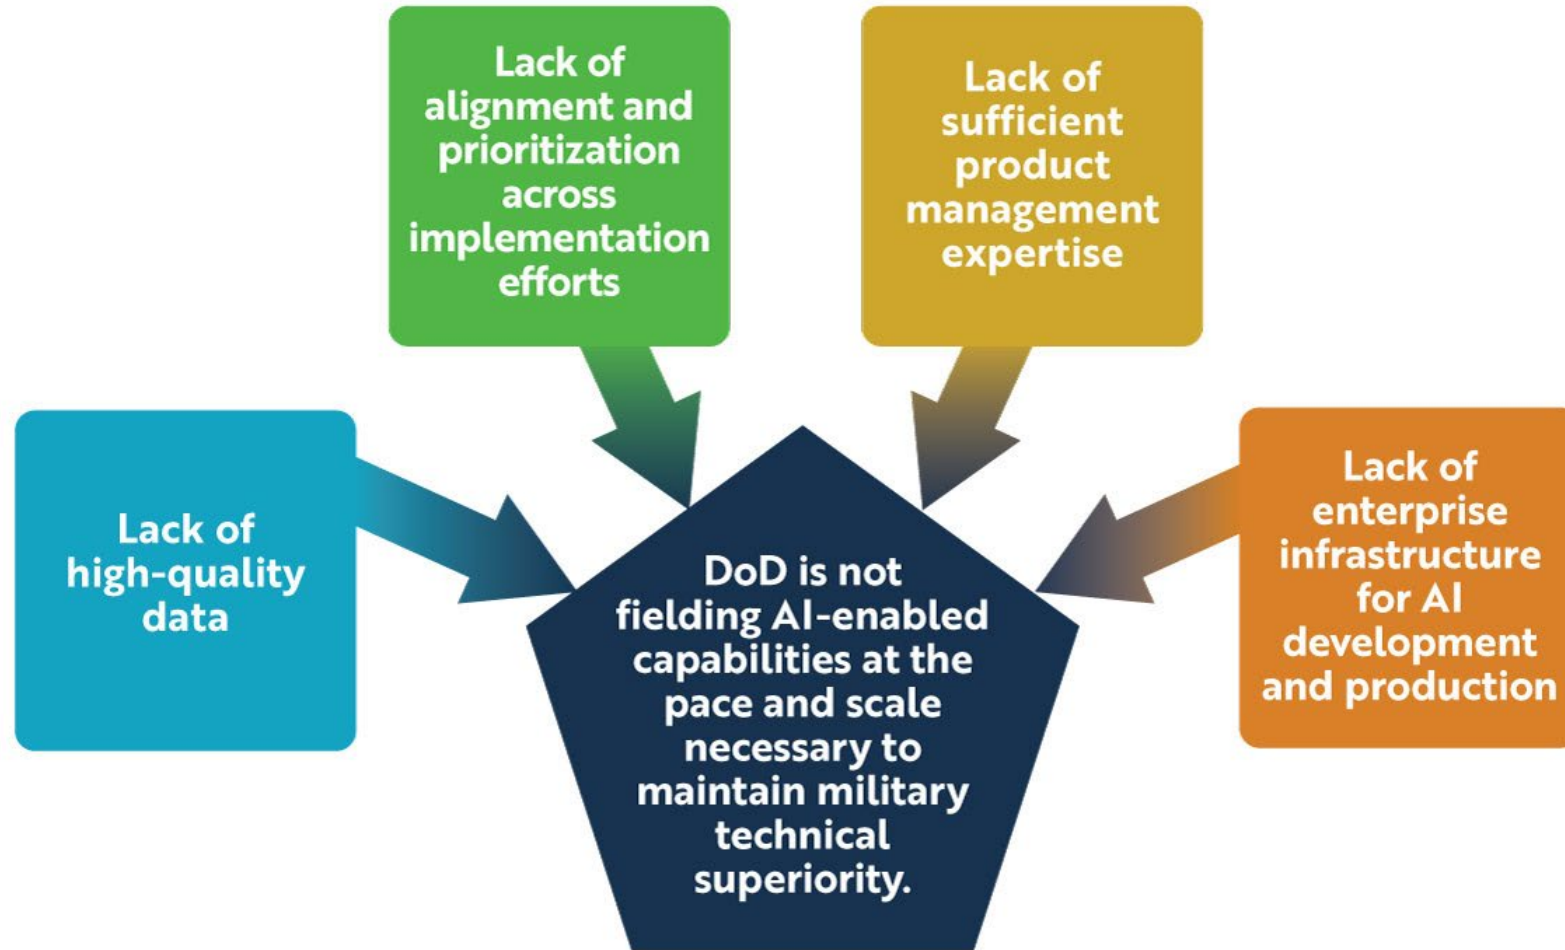 Lack of
alignment and
prioritization
across
implementation
efforts
Lack of
sufficient
product
management
expertise
Lack of
high-quality
data
Lack of
enterprise
infrastructure
for AI
development
and production
DoD is not
fielding AI-enabled
capabilities at the
pace and scale
necessary to
maintain military
technical
superiority.